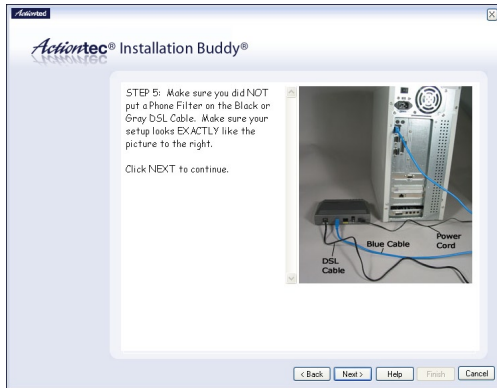 Actiontec
Actiontec® Installation Buddy®
STEP 5: Make sure you did NOT
put a Phone Filter on the Black or
Gray DSL Cable. Make sure your
setup looks EXACTLY like the
picture to the right.
Click NEXT to continue.
Power
Cord
Blue Cable
DSL
Cable
< Back
Next >
Help
Finish
Cancel